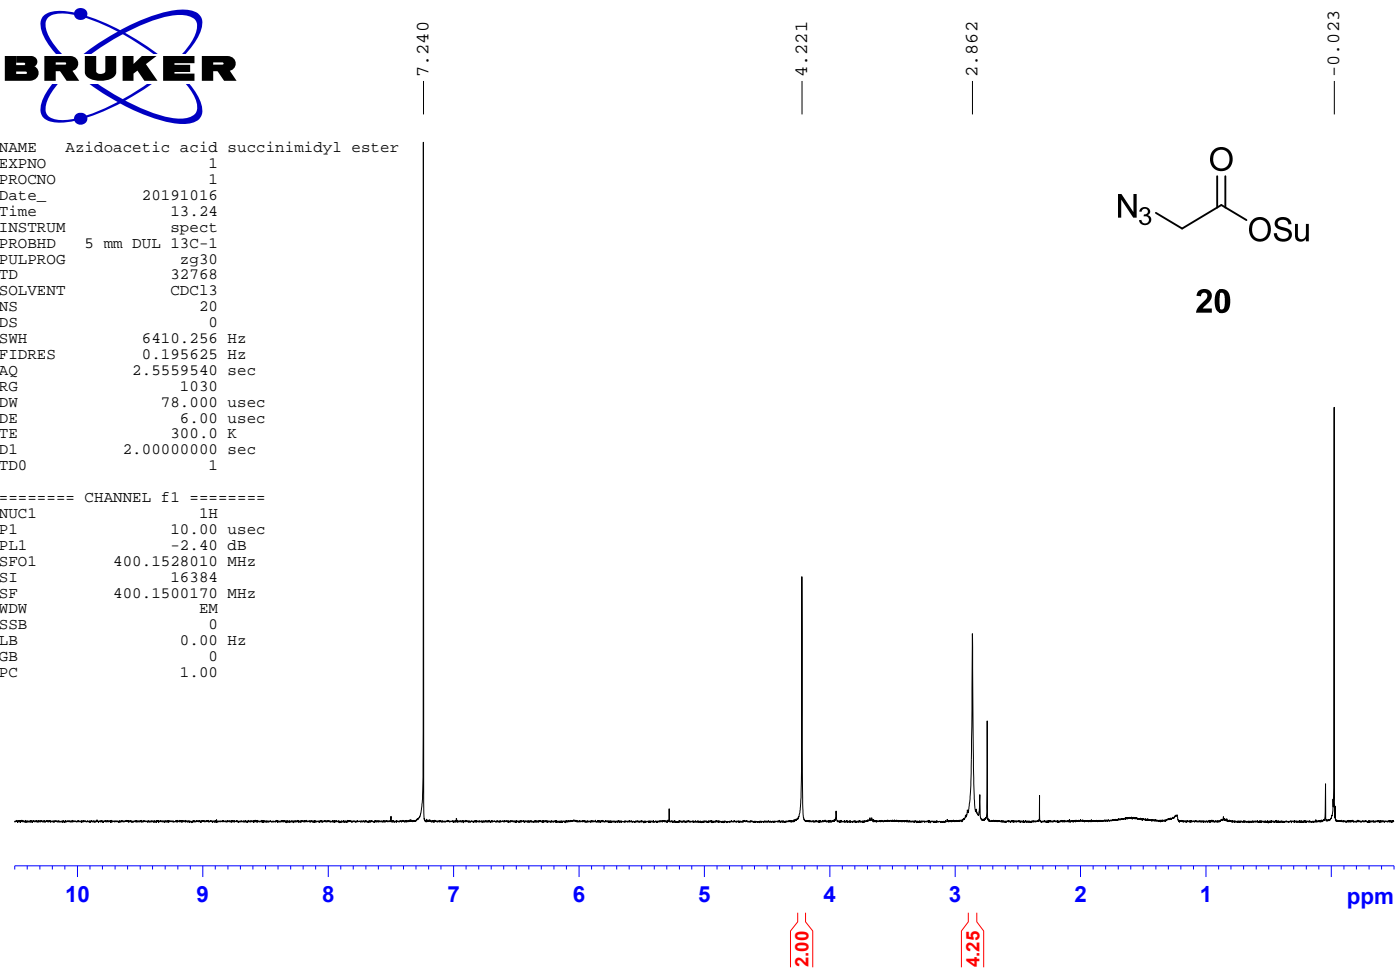 BRUKER
7.240
4.221
2.862
-0.023
NAME Azidoacetic acid succinimidyl ester
EXPNO 1
PROCNO 1
Date_ 20191016
Time 13.24
INSTRUM spect
PROBHD 5 mm DUL 13C-1
PULPROG zg30
TD 32768
SOLVENT CDCl3
NS 20
DS 0
SWH 6410.256 Hz
FIDRES 0.195625 Hz
AQ 2.5559540 sec
RG 1030
DW 78.000 usec
DE 6.00 usec
TE 300.0 K
D1 2.00000000 sec
TD0 1
======== CHANNEL f1 ========
NUC1 1H
P1 10.00 usec
PL1 -2.40 dB
SFO1 400.1528010 MHz
SI 16384
SF 400.1500170 MHz
WDW EM
SSB 0
LB 0.00 Hz
GB 0
PC 1.00
O
N3
OSu
20
10 9 8 7 6 5 4 3 2 1 ppm
2.00
4.25